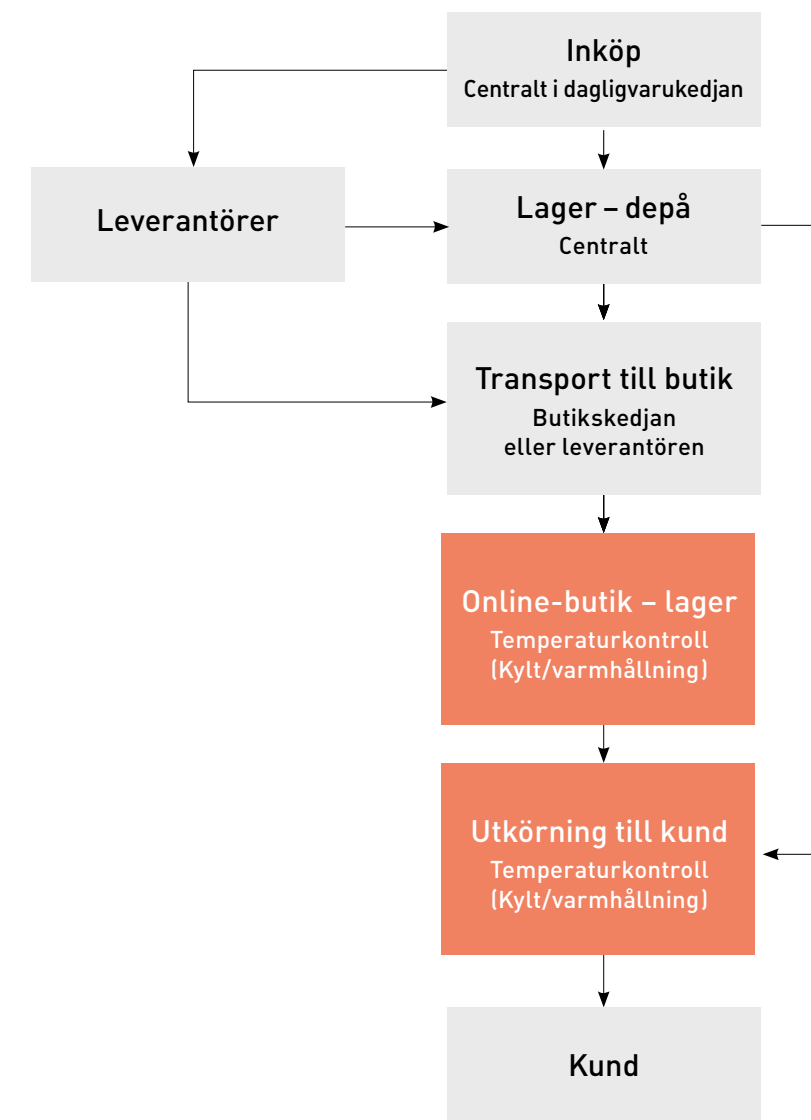 Inköp
Centralt i dagligvarukedjan
Leverantörer
Lager – depå
Centralt
Transport till butik
Butikskedjan
eller leverantören
Online-butik – lager
Temperaturkontroll
(Kylt/varmhållning)
Utkörning till kund
Temperaturkontroll
(Kylt/varmhållning)
Kund